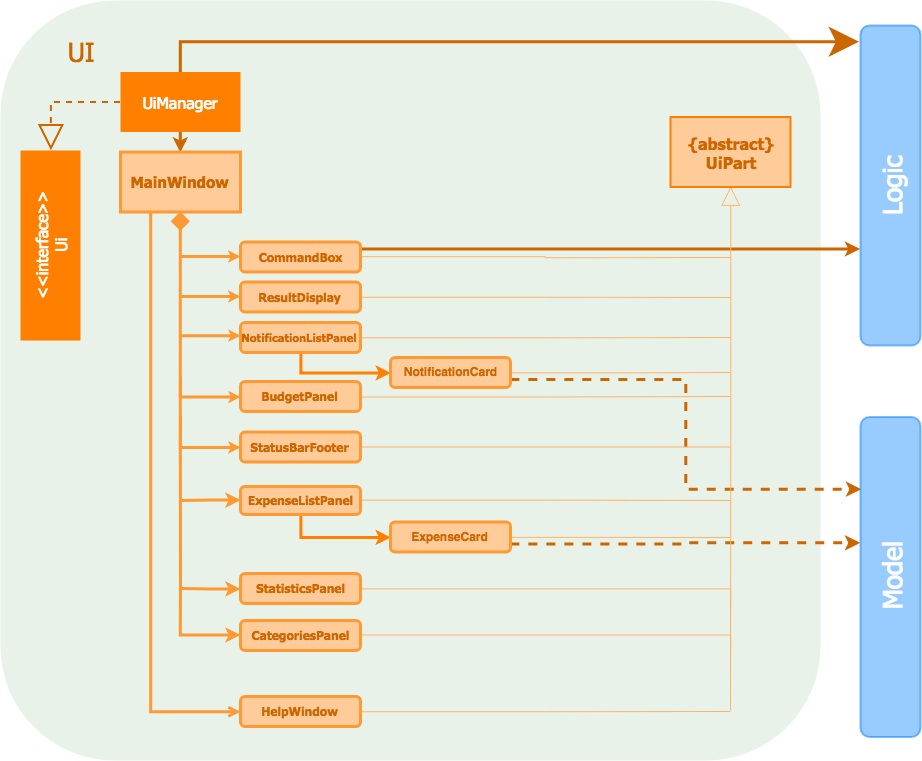 UI
UiManager
<<interface>>
Ui
MainWindow
{abstract}
UiPart
Logic
CommandBox
ResultDisplay
NotificationListPanel
NotificationCard
BudgetPanel
StatusBarFooter
ExpenseListPanel
ExpenseCard
Model
StatisticsPanel
CategoriesPanel
HelpWindow